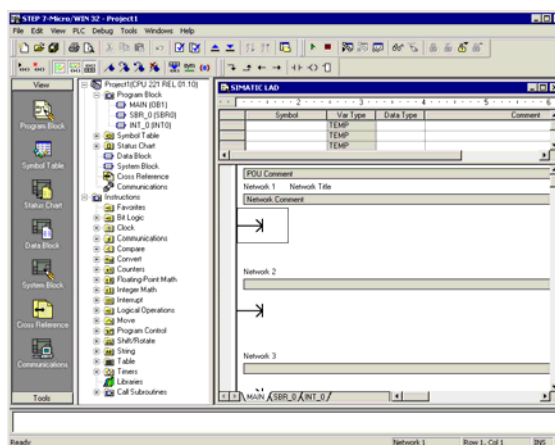 STEP 7-Micro/WIN 32 - Project1
File Edit View PLC Debug Tools Windows Help
View
Program Block
Symbol Table
Status Chart
Data Block
System Block
Cross Reference
Communications
Tools
Project1(CPU 221 REL 01.10)
Program Block
MAIN (OB1)
SBR_0 (SBR0)
INT_0 (INT0)
Symbol Table
Status Chart
Data Block
System Block
Cross Reference
Communications
Instructions
Favorites
Bit Logic
Clock
Communications
Compare
Convert
Counters
Floating-Point Math
Integer Math
Interrupt
Logical Operations
Move
Program Control
Shift/Rotate
String
Table
Timers
Libraries
Call Subroutines
SIMATIC LAD
2 3 4 5 6
Symbol Var Type Data Type Comment
TEMP
TEMP
TEMP
POU Comment
Network 1 Network Title
Network Comment
Network 2
Network 3
MAIN SBR_0 INT_0
Ready Network 1 Row 1, Col 1 INS